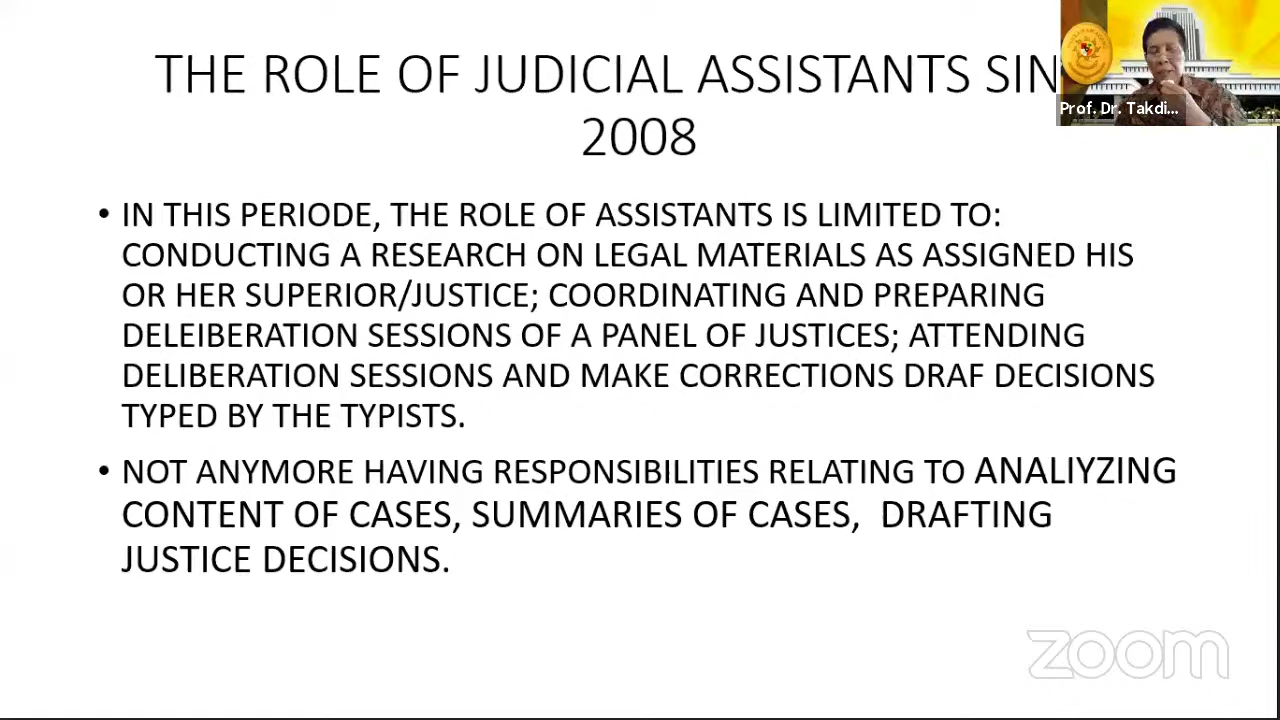 THE ROLE OF JUDICIAL ASSISTANTS SIN
2008
Prof. Dr. Takdi...
• IN THIS PERIODE, THE ROLE OF ASSISTANTS IS LIMITED TO:
CONDUCTING A RESEARCH ON LEGAL MATERIALS AS ASSIGNED HIS
OR HER SUPERIOR/JUSTICE; COORDINATING AND PREPARING
DELEIBERATION SESSIONS OF A PANEL OF JUSTICES; ATTENDING
DELIBERATION SESSIONS AND MAKE CORRECTIONS DRAF DECISIONS
TYPED BY THE TYPISTS.
• NOT ANYMORE HAVING RESPONSIBILITIES RELATING TO ANALIYZING
CONTENT OF CASES, SUMMARIES OF CASES,  DRAFTING
JUSTICE DECISIONS.
zoom